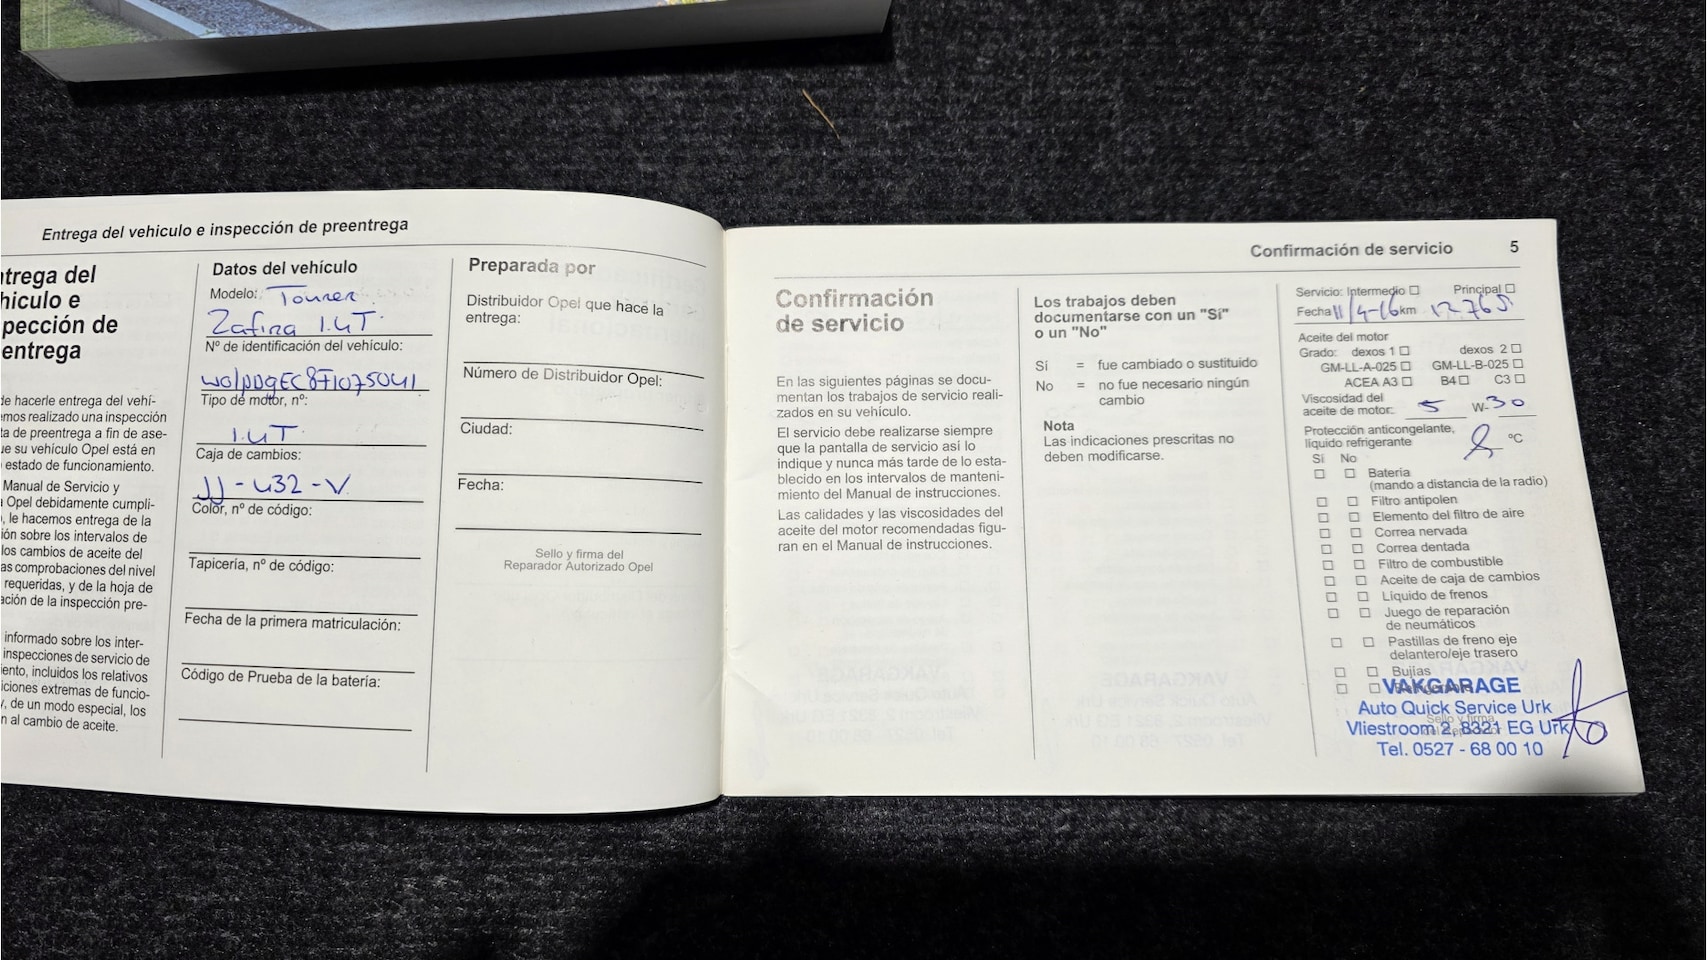 Entrega del vehiculo e inspección de preentrega
ntrega del
hiculo e
pección de
entrega
de hacerle entrega del vehí-
emos realizado una inspección
ta de preentrega a fin de ase-
ue su vehículo Opel está en
estado de funcionamiento.
Manual de Servicio y
Opel debidamente cumpli-
, le hacemos entrega de la
ión sobre los intervalos de
los cambios de aceite del
as comprobaciones del nivel
requeridas, y de la hoja de
ación de la inspección pre-
informado sobre los inter-
inspecciones de servicio de
iento, incluidos los relativos
iciones extremas de funcio-
, de un modo especial, los
n al cambio de aceite.
Datos del vehículo
Modelo: Tourer
Zafira 1.4T
Nº de identificación del vehículo:
Tipo de motor, nº:
1.4T
Caja de cambios:
JJ-432-V
Color, nº de código:
Tapicería, nº de código:
Fecha de la primera matriculación:
Código de Prueba de la batería:
Preparada por
Distribuidor Opel que hace la
entrega:
Número de Distribuidor Opel:
Ciudad:
Fecha:
Sello y firma del
Reparador Autorizado Opel
Confirmación de servicio 5
Confirmación
de servicio
En las siguientes páginas se docu-
mentan los trabajos de servicio reali-
zados en su vehículo.
El servicio debe realizarse siempre
que la pantalla de servicio así lo
indique y nunca más tarde de lo esta-
blecido en los intervalos de manteni-
miento del Manual de instrucciones.
Las calidades y las viscosidades del
aceite del motor recomendadas figu-
ran en el Manual de instrucciones.
Los trabajos deben
documentarse con un "Sí"
o un "No"
Sí = fue cambiado o sustituido
No = no fue necesario ningún
cambio
Nota
Las indicaciones prescritas no
deben modificarse.
Servicio: Intermedio Principal
Fecha 11/4-16 km 12.765
Aceite del motor
Grado: dexos 1 dexos 2
GM-LL-A-025 GM-LL-B-025
ACEA A3 B4 C3
Viscosidad del
aceite de motor: 5 W-30
Protección anticongelante,
líquido refrigerante °C
Sí No
Batería
(mando a distancia de la radio)
Filtro antipolen
Elemento del filtro de aire
Correa nervada
Correa dentada
Filtro de combustible
Aceite de caja de cambios
Líquido de frenos
Juego de reparación
de neumáticos
Pastillas de freno eje
delantero/eje trasero
Bujías
VAKGARAGE
Auto Quick Service Urk
Sello y firma
Vliestroom 2, 8321 EG Urk
Tel. 0527 - 68 00 10